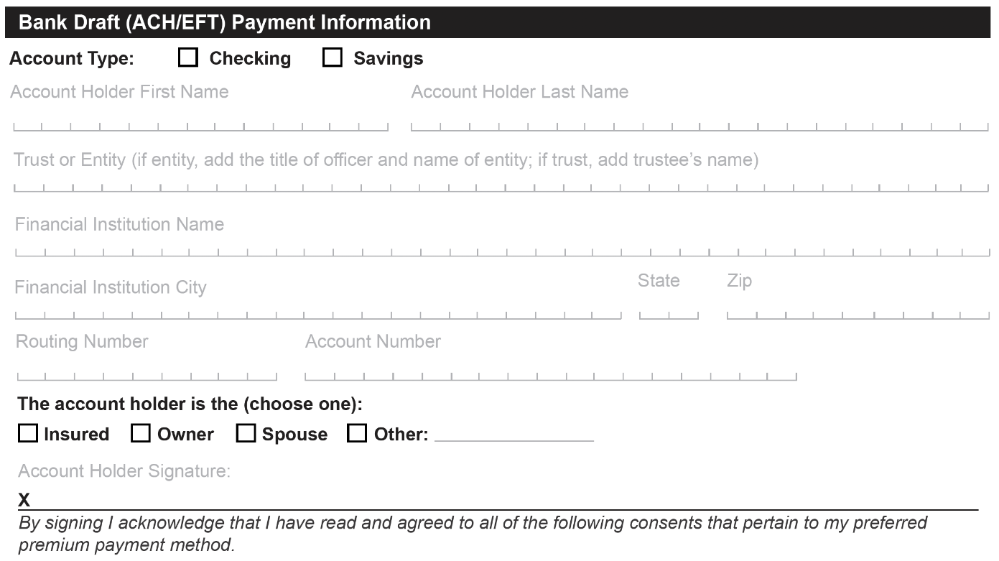 Bank Draft (ACH/EFT) Payment Information
Account Type: Checking Savings
Account Holder First Name Account Holder Last Name
Trust or Entity (if entity, add the title of officer and name of entity; if trust, add trustee’s name)
Financial Institution Name
Financial Institution City State Zip
Routing Number Account Number
The account holder is the (choose one):
Insured Owner Spouse Other:
Account Holder Signature:
X
By signing I acknowledge that I have read and agreed to all of the following consents that pertain to my preferred
premium payment method.